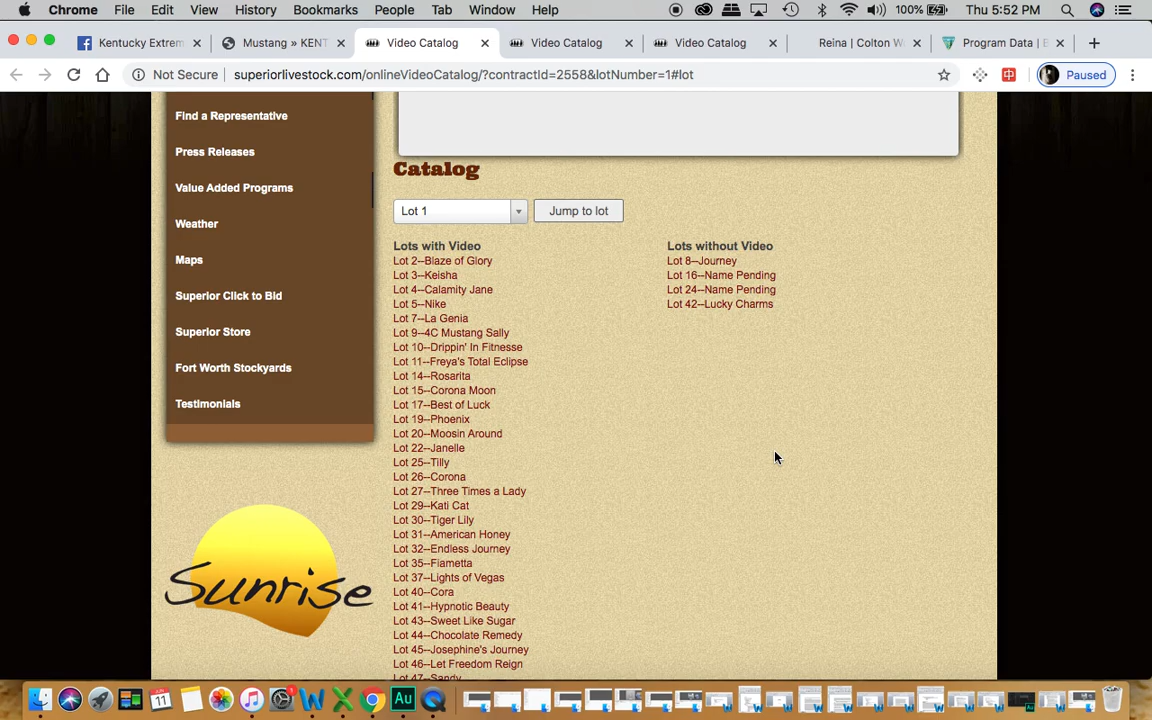 Chrome File Edit View History Bookmarks People Tab Window Help 100% Thu 5:52 PM
Kentucky Extrem Mustang » KENT Video Catalog Video Catalog Video Catalog Reina | Colton W Program Data | E
Not Secure superiorlivestock.com/onlineVideoCatalog/?contractId=2558&lotNumber=1#lot Paused
Find a Representative
Press Releases
Value Added Programs
Weather
Maps
Superior Click to Bid
Superior Store
Fort Worth Stockyards
Testimonials
Sunrise
Catalog
Lot 1 Jump to lot
Lots with Video
Lot 2--Blaze of Glory
Lot 3--Keisha
Lot 4--Calamity Jane
Lot 5--Nike
Lot 7--La Genia
Lot 9--4C Mustang Sally
Lot 10--Drippin' In Fitnesse
Lot 11--Freya's Total Eclipse
Lot 14--Rosarita
Lot 15--Corona Moon
Lot 17--Best of Luck
Lot 19--Phoenix
Lot 20--Moosin Around
Lot 22--Janelle
Lot 25--Tilly
Lot 26--Corona
Lot 27--Three Times a Lady
Lot 29--Kati Cat
Lot 30--Tiger Lily
Lot 31--American Honey
Lot 32--Endless Journey
Lot 35--Fiametta
Lot 37--Lights of Vegas
Lot 40--Cora
Lot 41--Hypnotic Beauty
Lot 43--Sweet Like Sugar
Lot 44--Chocolate Remedy
Lot 45--Josephine's Journey
Lot 46--Let Freedom Reign
Lot 47--Sandy
Lots without Video
Lot 8--Journey
Lot 16--Name Pending
Lot 24--Name Pending
Lot 42--Lucky Charms
JUN
11
Au